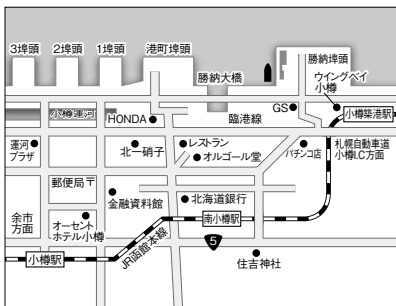 3埠頭 2埠頭 1埠頭 港町埠頭
勝納埠頭
勝納大橋
ウイングベイ
小樽
GS
小樽築港駅
小樽運河
HONDA
臨港線
運河
プラザ
北一硝子
レストラン
オルゴール堂
パチンコ店
札幌自動車道
小樽I.C方面
郵便局〒
金融資料館
北海道銀行
余市
方面
オーセント
ホテル小樽
南小樽駅
JR函館本線
5
小樽駅
住吉神社